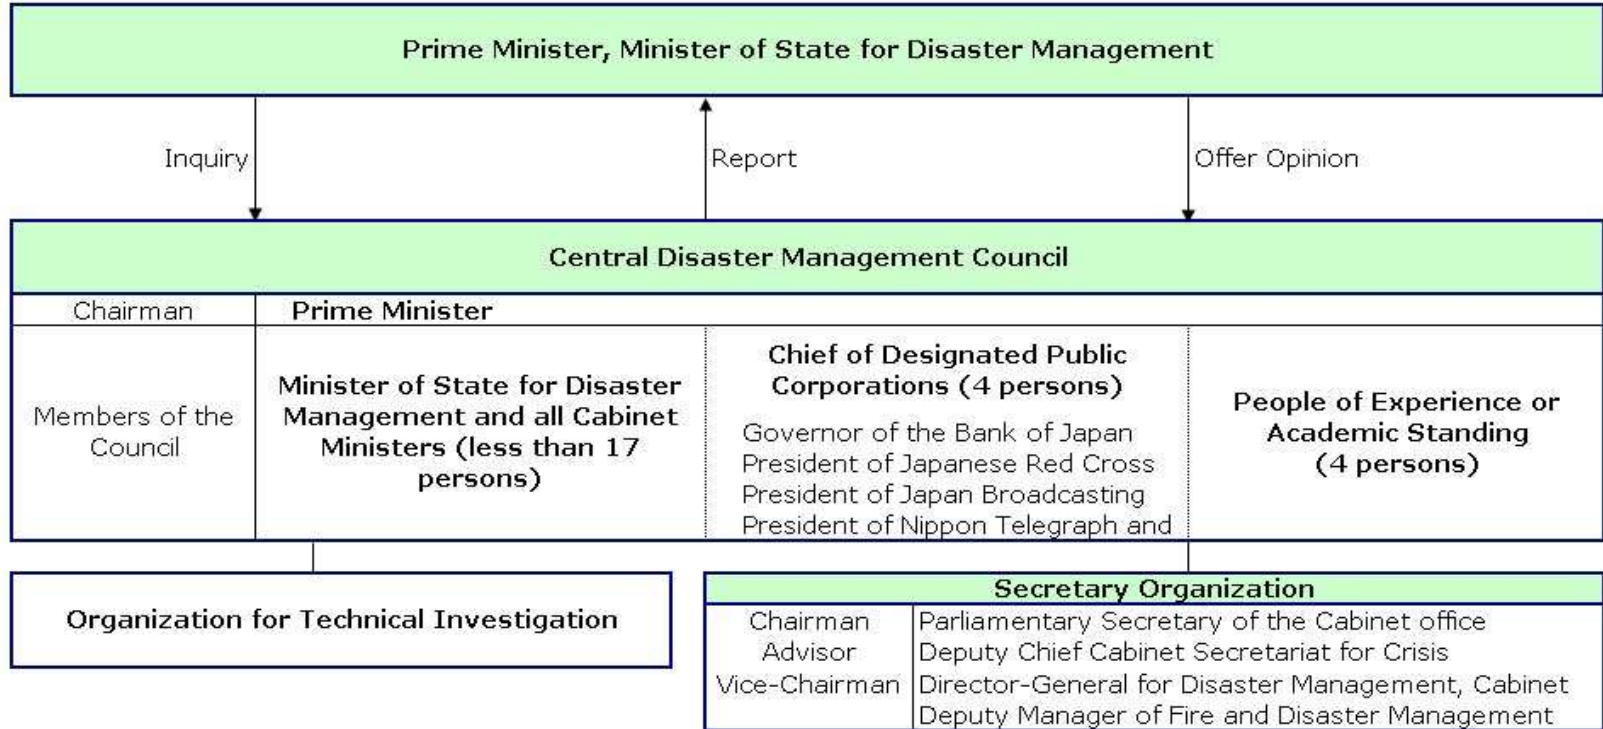 Prime Minister, Minister of State for Disaster Management
Inquiry
Report
Offer Opinion
Central Disaster Management Council
Chairman
Prime Minister
Members of the
Council
Minister of State for Disaster
Management and all Cabinet
Ministers (less than 17
persons)
Chief of Designated Public
Corporations (4 persons)
Governor of the Bank of Japan
President of Japanese Red Cross
President of Japan Broadcasting
President of Nippon Telegraph and
People of Experience or
Academic Standing
(4 persons)
Organization for Technical Investigation
Secretary Organization
Chairman
Parliamentary Secretary of the Cabinet office
Advisor
Deputy Chief Cabinet Secretariat for Crisis
Vice-Chairman
Director-General for Disaster Management, Cabinet
Deputy Manager of Fire and Disaster Management